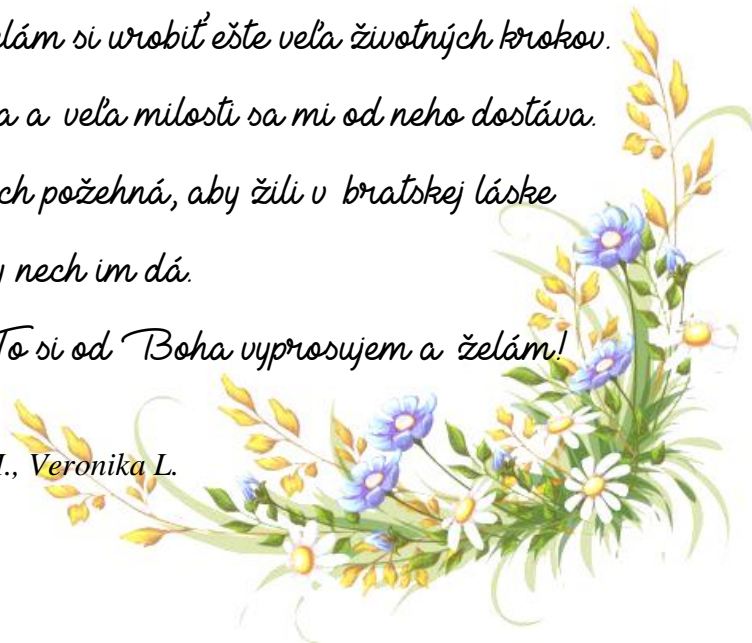 lám si urobiť ešte veľa životných krokov.
a a veľa milosti sa mi od neho dostáva.
ch požehná, aby žili v bratskej láske
nech im dá.
To si od Boha vyprosujem a želám!
I., Veronika L.